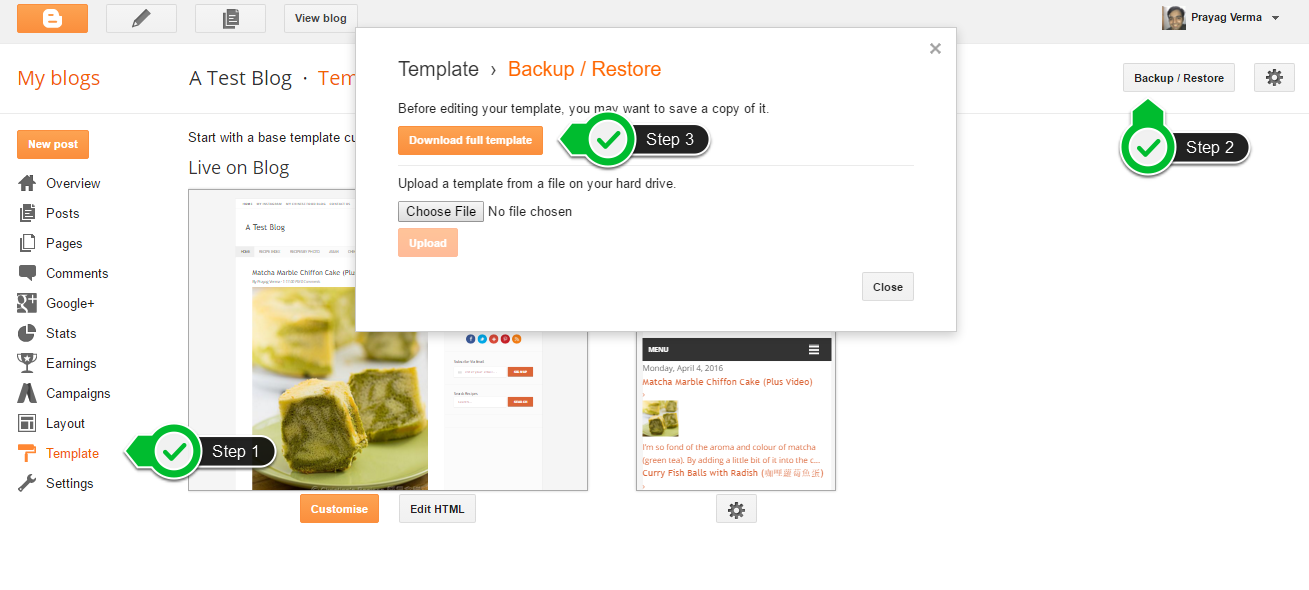 View blog
Prayag Verma
My blogs
A Test Blog · Tem
Backup / Restore
Template › Backup / Restore
Before editing your template, you may want to save a copy of it.
Download full template
Step 3
Step 2
Upload a template from a file on your hard drive.
Choose File No file chosen
Upload
Close
New post
Overview
Posts
Pages
Comments
Google+
Stats
Earnings
Campaigns
Layout
Template
Step 1
Settings
Start with a base template cu
Live on Blog
A Test Blog
HOME
Matcha Marble Chiffon Cake (Plu
Customise
Edit HTML
MENU
Monday, April 4, 2016
Matcha Marble Chiffon Cake (Plus Video)
I'm so fond of the aroma and colour of matcha
(green tea). By adding a little bit of it into the c...
Curry Fish Balls with Radish (咖哩蘿蔔魚蛋)